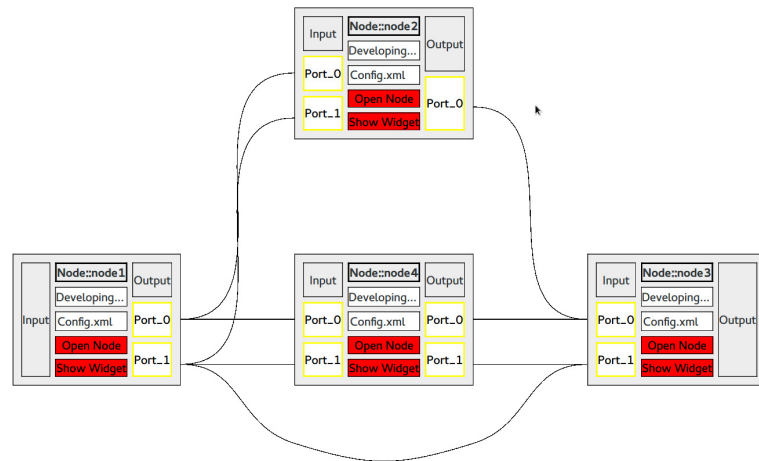 Input
Node::node2
Output
Developing...
Port_0
Config.xml
Port_0
Open Node
Port_1
Show Widget
Input
Node::node1
Output
Developing...
Config.xml
Port_0
Open Node
Port_1
Show Widget
Input
Node::node4
Output
Developing...
Port_0
Config.xml
Port_0
Open Node
Port_1
Port_1
Show Widget
Input
Node::node3
Output
Developing...
Port_0
Config.xml
Open Node
Port_1
Show Widget